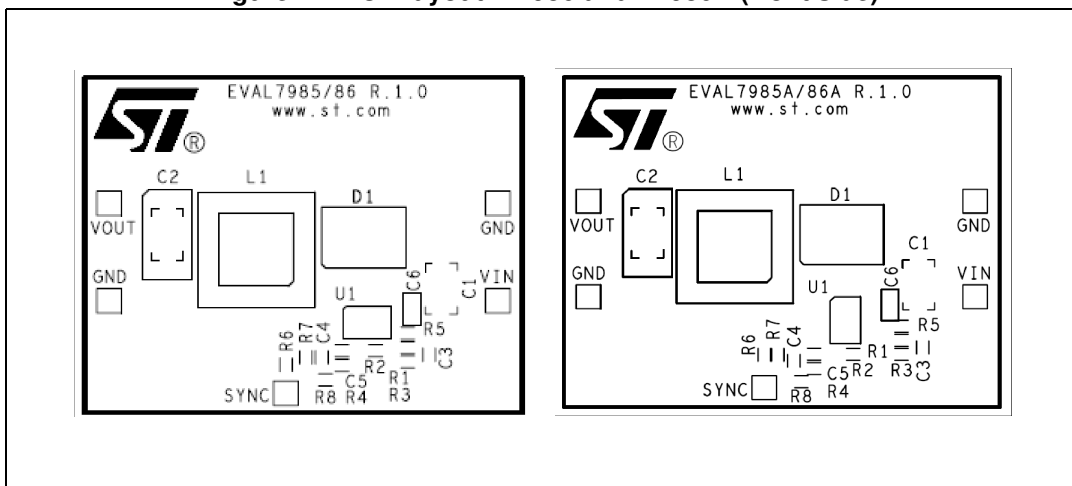 EVAL7985/86 R.1.0
www.st.com
ST®
C2
L1
D1
VOUT
GND
GND
VIN
C6
C1
U1
R6
R7
C4
R5
R2
C3
C5
R1
SYNC
R8
R4
R3
EVAL7985A/86A R.1.0
www.st.com
ST®
C2
L1
D1
VOUT
GND
C1
GND
VIN
C6
U1
R6
R7
C4
R5
R1
R2
R3
C3
C5
SYNC
R8
R4